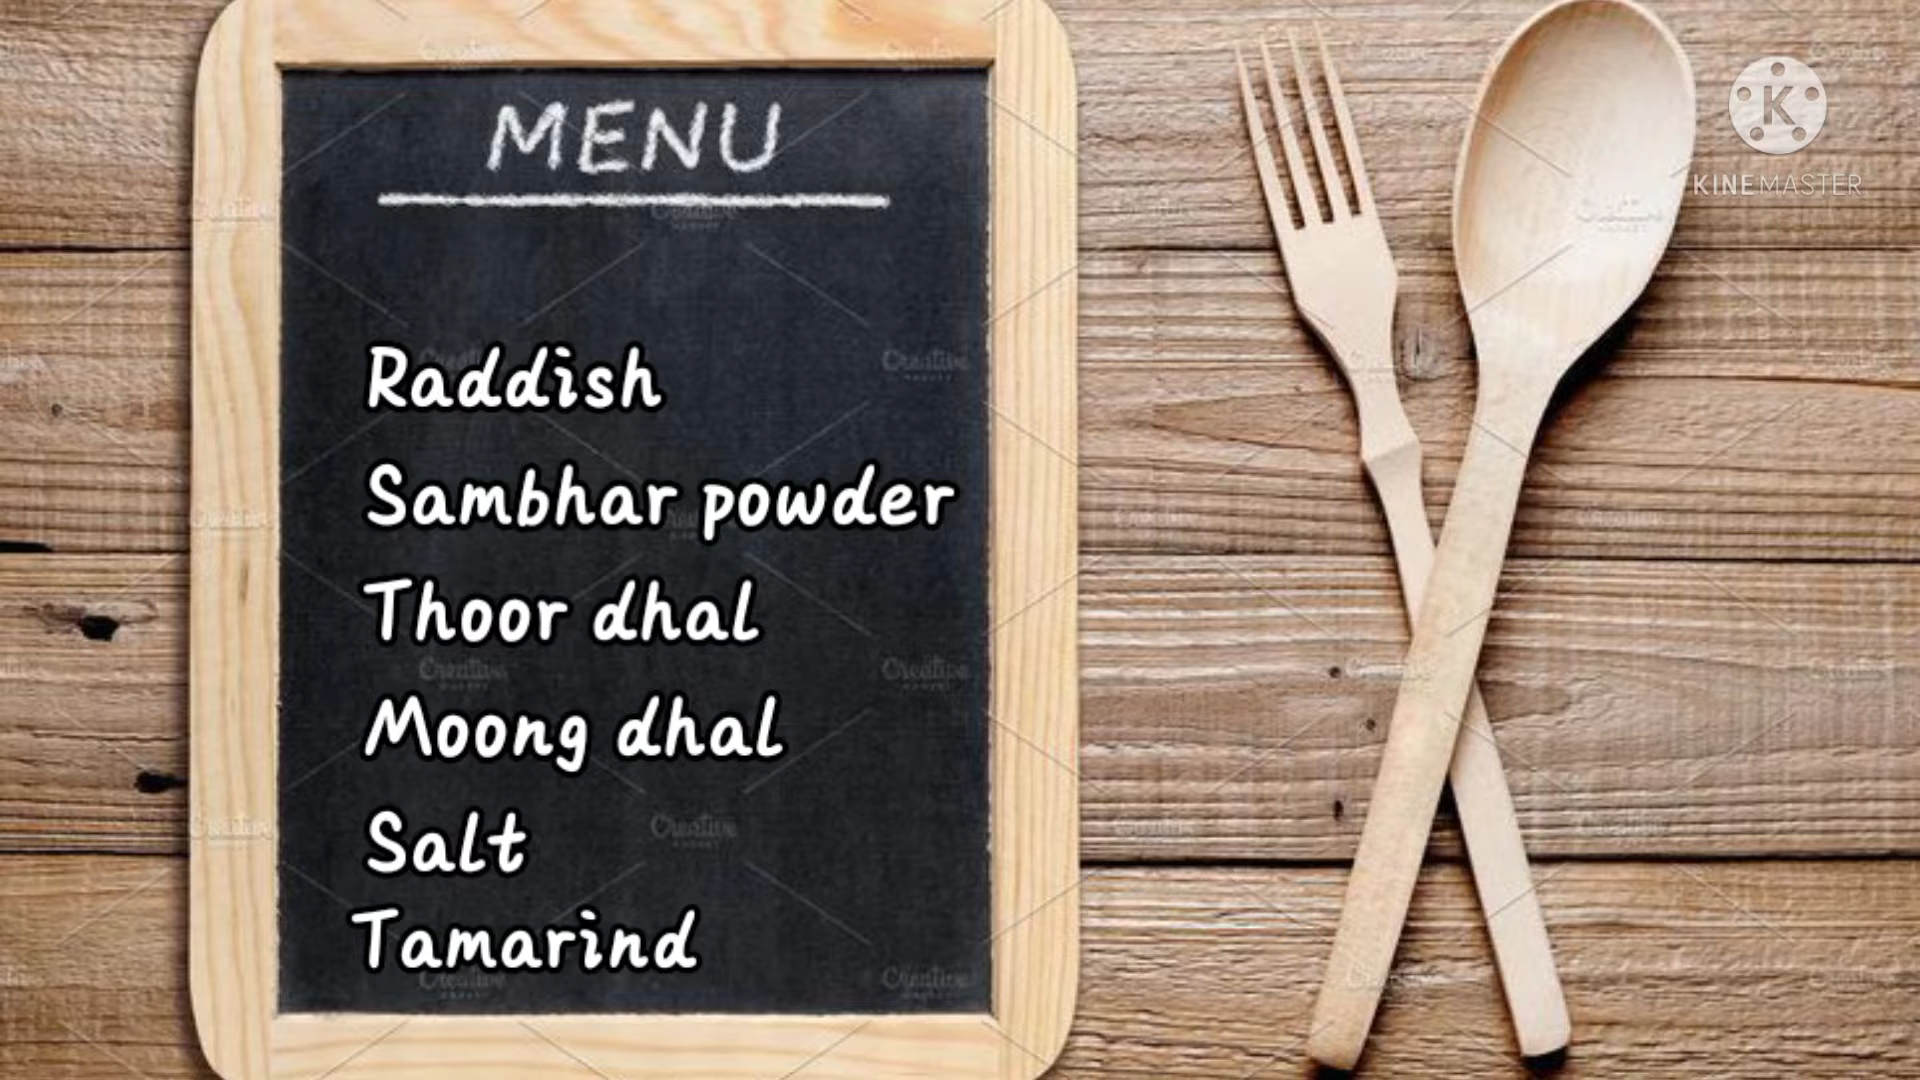 MENU
Raddish
Sambhar powder
Thoor dhal
Moong dhal
Salt
Tamarind
KINEMASTER